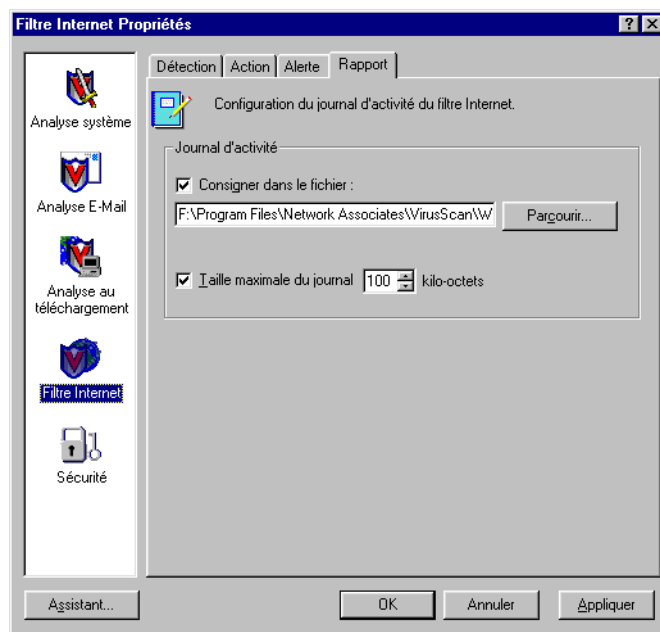 Filtre Internet Propriétés
Analyse système
Analyse E-Mail
Analyse au
téléchargement
Filtre Internet
Sécurité
Détection Action Alerte Rapport
Configuration du journal d'activité du filtre Internet.
Journal d'activité
Consigner dans le fichier :
F:\Program Files\Network Associates\VirusScan\W Parcourir...
Taille maximale du journal 100 kilo-octets
Assistant... OK Annuler Appliquer